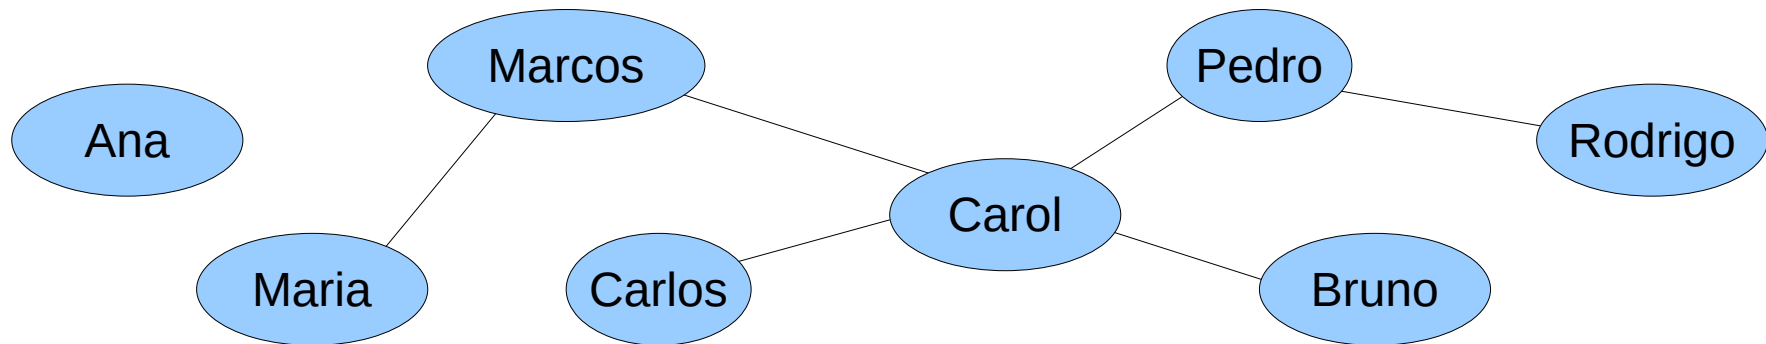 Marcos
Pedro
Ana
Rodrigo
Carol
Maria
Carlos
Bruno